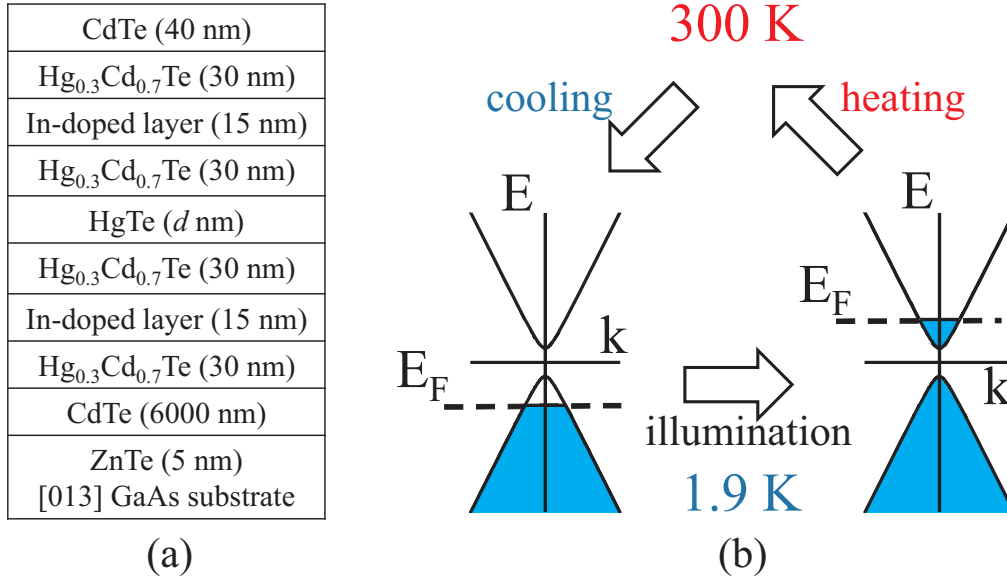 CdTe (40 nm)
Hg0.3Cd0.7Te (30 nm)
In-doped layer (15 nm)
Hg0.3Cd0.7Te (30 nm)
HgTe (d nm)
Hg0.3Cd0.7Te (30 nm)
In-doped layer (15 nm)
Hg0.3Cd0.7Te (30 nm)
CdTe (6000 nm)
ZnTe (5 nm)
[013] GaAs substrate
(a)
300 K
cooling
heating
E
k
EF
illumination
1.9 K
E
EF
k
(b)